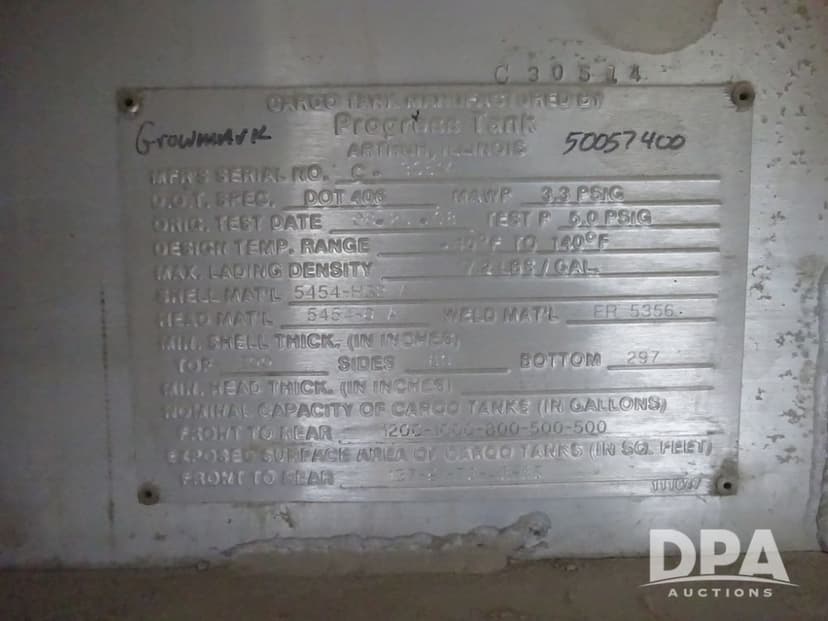 C 30514
CARGO TANK MANUFACTURED BY
Growmark Progress Tank 50057400
ARTHUR, ILLINOIS
MFR'S SERIAL NO. C-
D.O.T. SPEC. DOT 406 MAWP 3.3 PSIG
ORIG. TEST DATE TEST P 5.0 PSIG
DESIGN TEMP. RANGE °F TO 140°F
MAX. LADING DENSITY 7.2 LBS/GAL.
SHELL MAT'L
HEAD MAT'L WELD MAT'L ER 5356
MIN. SHELL THICK. (IN INCHES)
TOP SIDES BOTTOM 297
MIN. HEAD THICK. (IN INCHES)
NOMINAL CAPACITY OF CARGO TANKS (IN GALLONS)
FRONT TO REAR 1200-1000-800-500-500
EXPOSED SURFACE AREA OF CARGO TANKS (IN SQ. FEET)
FRONT TO REAR
DPA
AUCTIONS